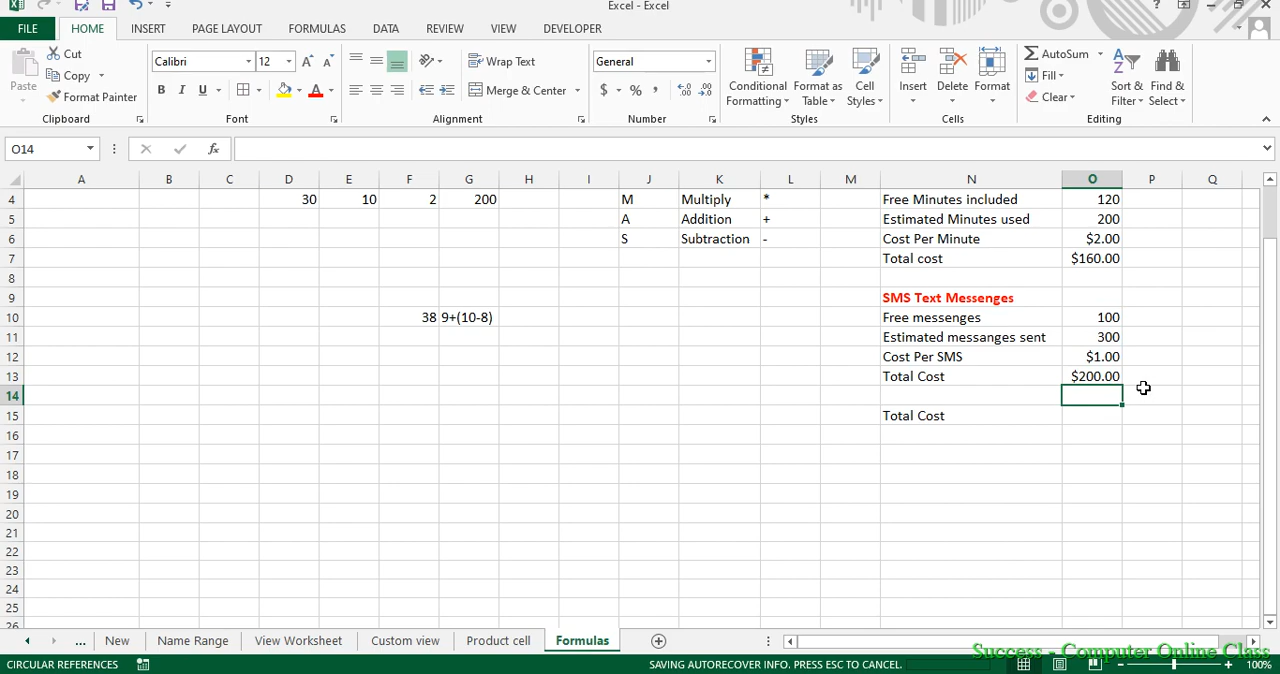 Excel - Excel
?
FILE HOME INSERT PAGE LAYOUT FORMULAS DATA REVIEW VIEW DEVELOPER
Paste
Cut
Copy
Format Painter
Clipboard
Calibri 12
B I U A
Font
Wrap Text
Merge & Center
Alignment
General
$ % ,
Number
Conditional Formatting
Format as Table
Cell Styles
Styles
Insert
Delete
Format
Cells
AutoSum
Fill
Clear
Sort & Filter
Find & Select
Editing
O14 fx
A B C D E F G H I J K L M N O P Q
4 30 10 2 200 M Multiply * Free Minutes included 120
5 A Addition + Estimated Minutes used 200
6 S Subtraction - Cost Per Minute $2.00
7 Total cost $160.00
8
9 SMS Text Messenges
10 38 9+(10-8) Free messenges 100
11 Estimated messanges sent 300
12 Cost Per SMS $1.00
13 Total Cost $200.00
14
15 Total Cost
16
17
18
19
20
21
22
23
24
25
26
... New Name Range View Worksheet Custom view Product cell Formulas
Success - Computer Online Class
CIRCULAR REFERENCES SAVING AUTORECOVER INFO. PRESS ESC TO CANCEL. 100%